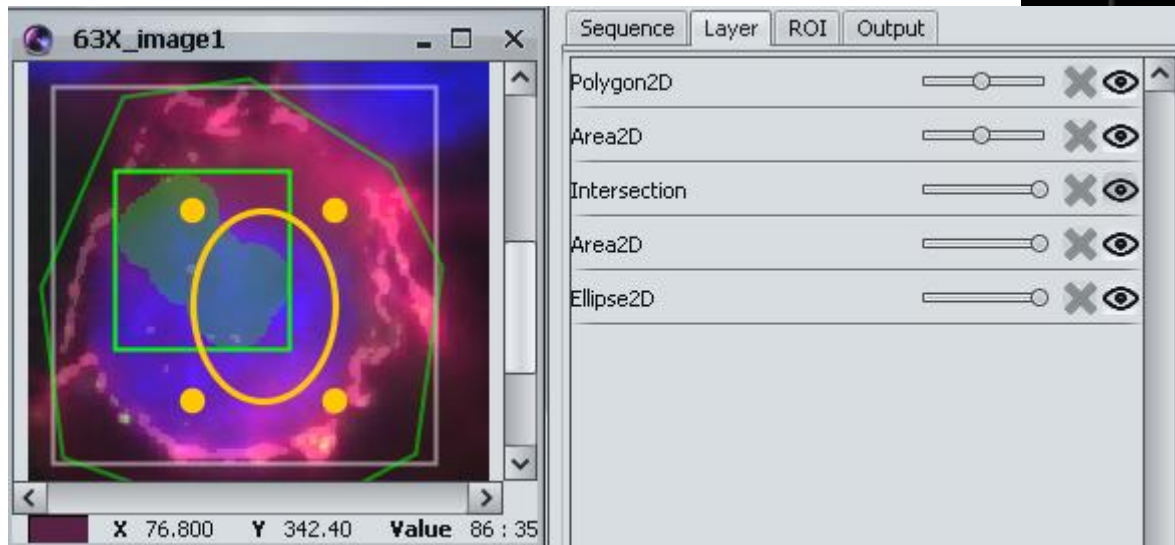 63X_image1
Sequence Layer ROI Output
Polygon2D
Area2D
Intersection
Area2D
Ellipse2D
X 76.800 Y 342.40 Value 86 : 35